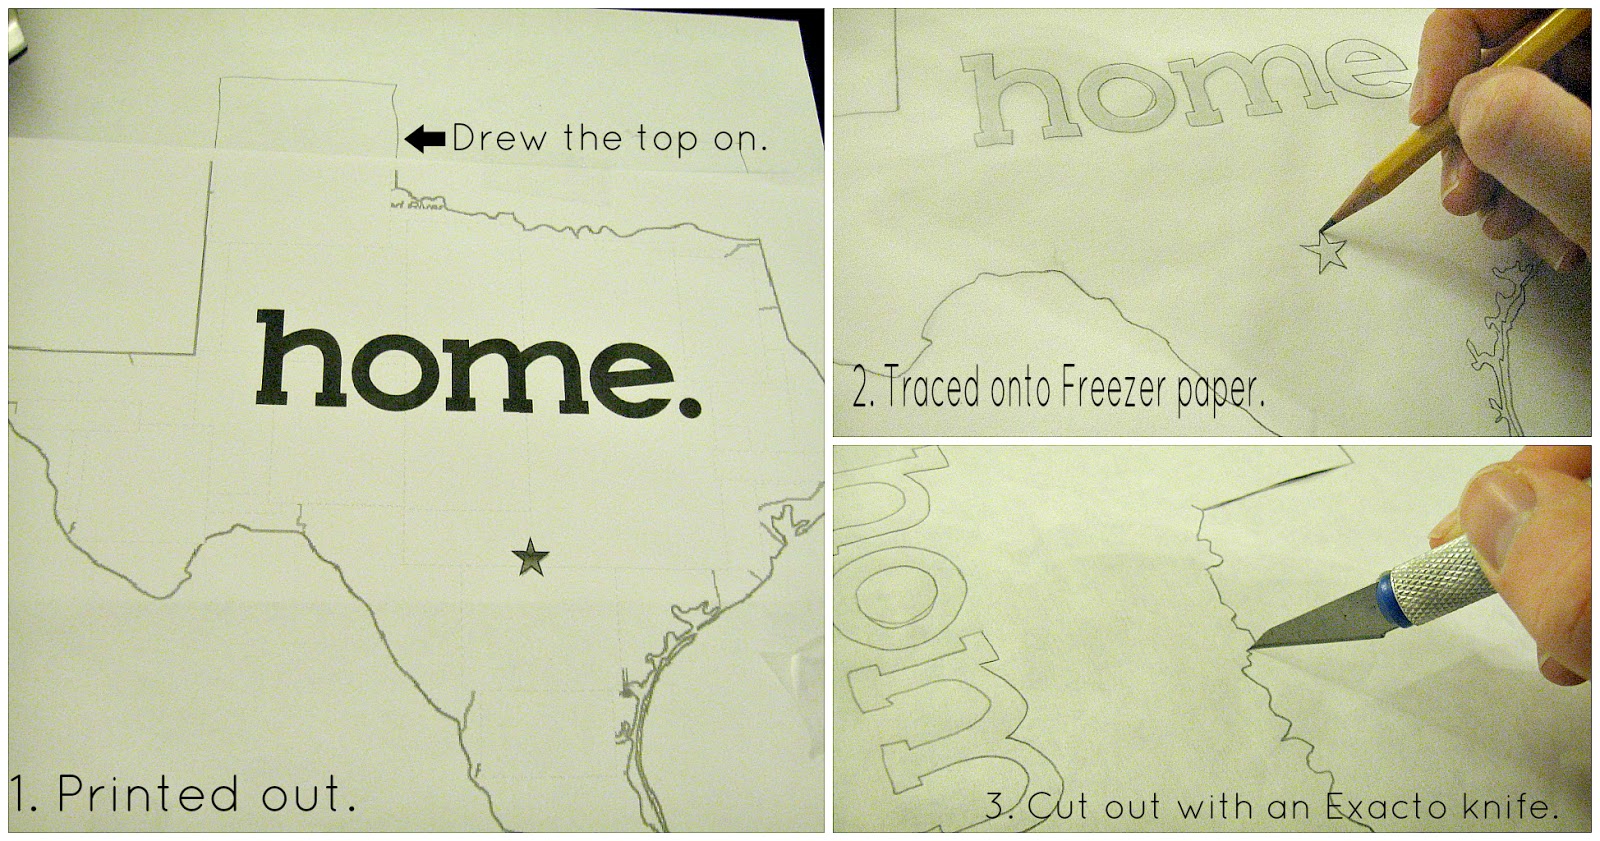 Drew the top on.
home.
1. Printed out.
home
2. Traced onto Freezer paper.
hom
3. Cut out with an Exacto knife.